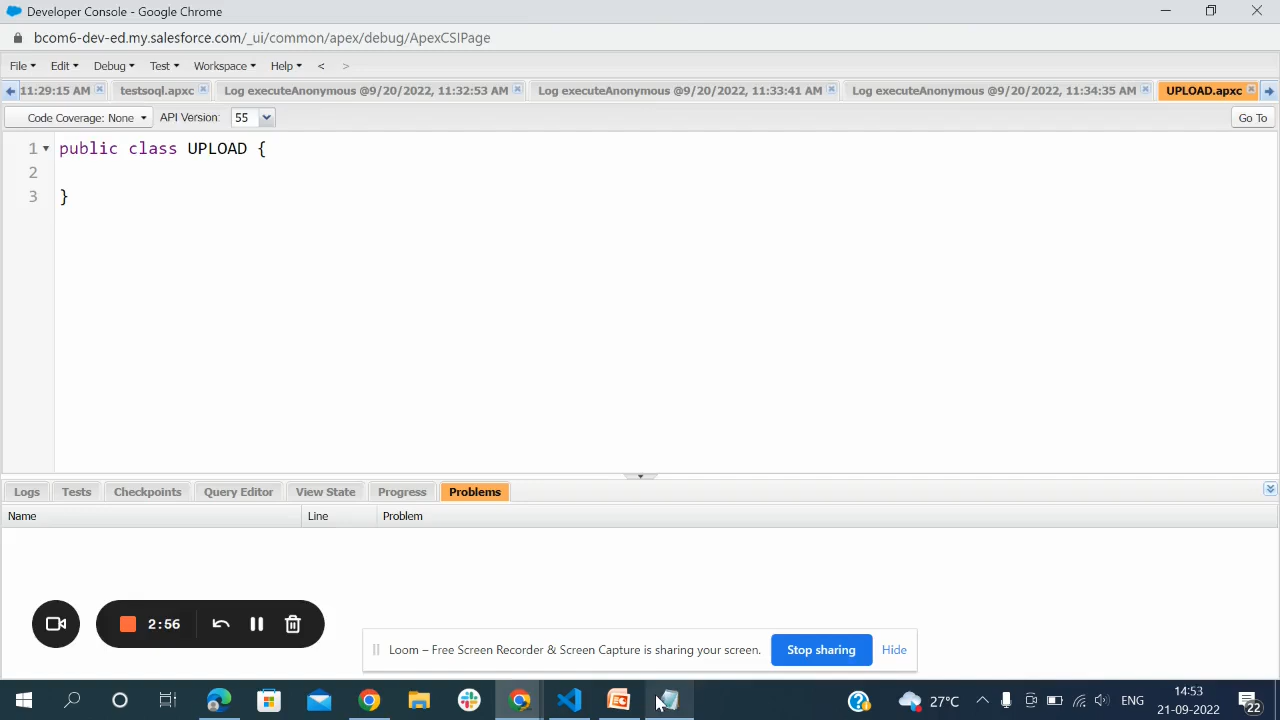 Developer Console - Google Chrome
bcom6-dev-ed.my.salesforce.com/_ui/common/apex/debug/ApexCSIPage
File Edit Debug Test Workspace Help < >
11:29:15 AM testsoql.apxc Log executeAnonymous @9/20/2022, 11:32:53 AM Log executeAnonymous @9/20/2022, 11:33:41 AM Log executeAnonymous @9/20/2022, 11:34:35 AM UPLOAD.apxc
Code Coverage: None API Version: 55 Go To
1 public class UPLOAD {
2
3 }
Logs Tests Checkpoints Query Editor View State Progress Problems
Name Line Problem
2:56
Loom – Free Screen Recorder & Screen Capture is sharing your screen. Stop sharing Hide
27°C ENG 14:53
21-09-2022 22